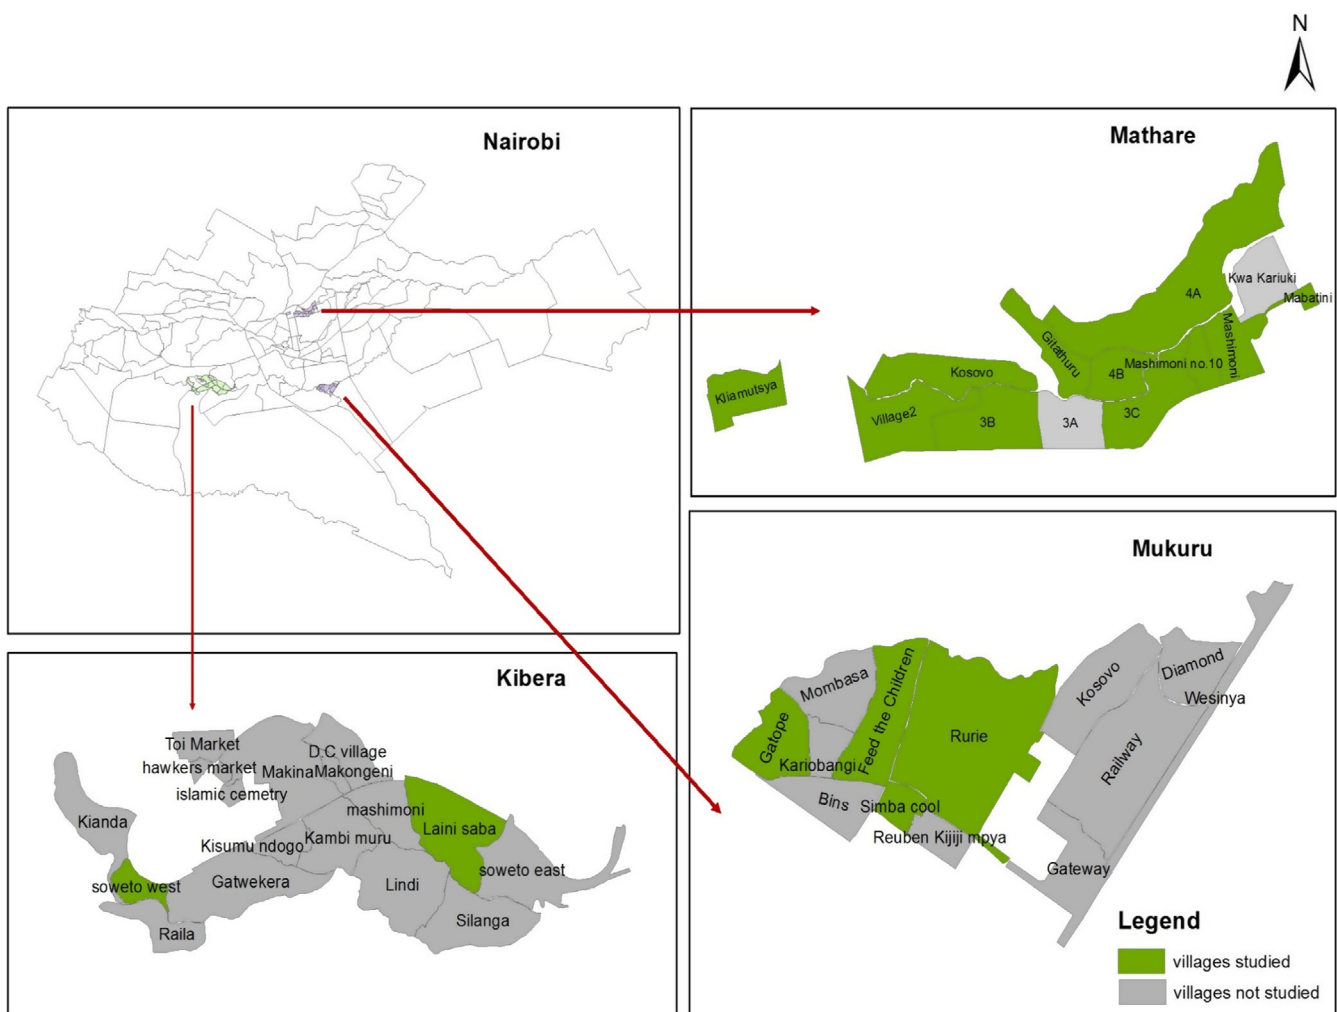 N
Nairobi
Mathare
Kwa Kariuki
4A
Mabatini
Mashimoni
Gitathuru
Mashimoni no.10
4B
Kosovo
Kliamutsya
Village2
3B
3A
3C
Kibera
Toi Market
D.C village
hawkers market
Makina
Makongeni
islamic cemetry
mashimoni
Kianda
Laini saba
Kisumu ndogo
Kambi muru
soweto east
soweto west
Gatwekera
Lindi
Silanga
Raila
Mukuru
Mombasa
Feed the Children
Kosovo
Diamond
Wesinya
Gatope
Rurie
Kariobangi
Railway
Bins
Simba cool
Reuben Kijiji mpya
Gateway
Legend
villages studied
villages not studied